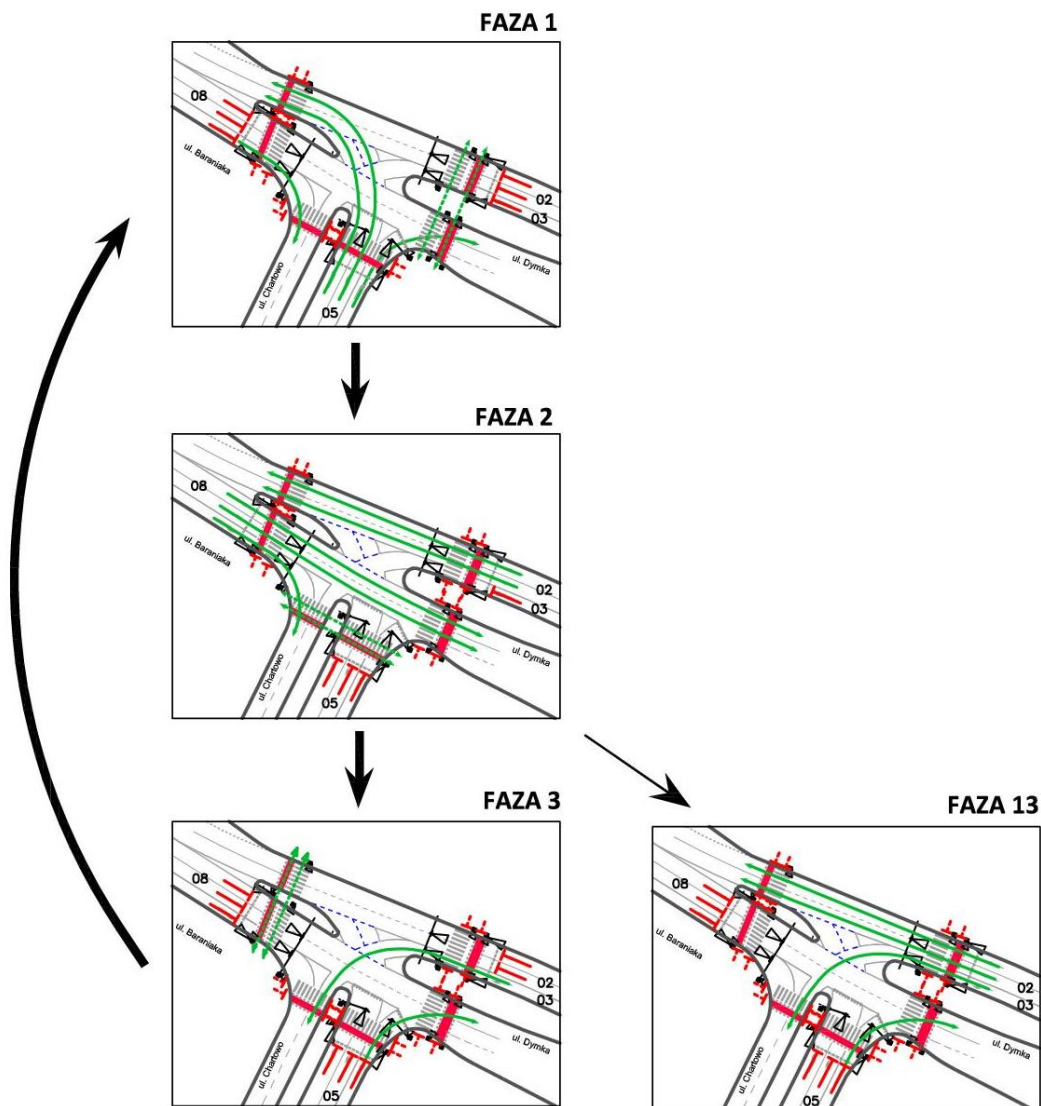 FAZA 1
08
ul. Baraniaka
02
03
ul. Dymka
ul. Chartowo
05
FAZA 2
08
ul. Baraniaka
02
03
ul. Dymka
ul. Chartowo
05
FAZA 3
08
ul. Baraniaka
02
03
ul. Dymka
ul. Chartowo
05
FAZA 13
08
ul. Baraniaka
02
03
ul. Dymka
ul. Chartowo
05